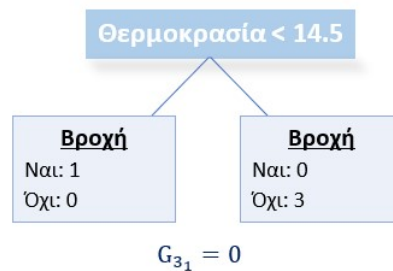 Θερμοκρασία < 14.5
Βροχή
Ναι: 1
Όχι: 0
Βροχή
Ναι: 0
Όχι: 3
G₃₁ = 0